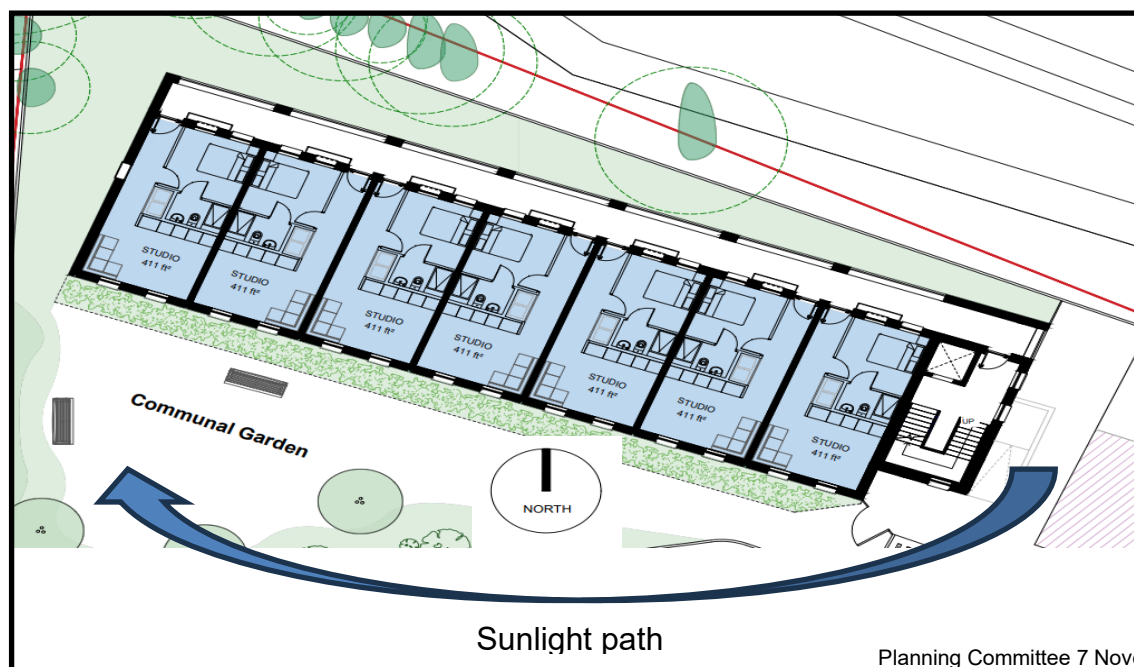 STUDIO
411 ft²
STUDIO
411 ft²
STUDIO
411 ft²
STUDIO
411 ft²
STUDIO
411 ft²
STUDIO
411 ft²
STUDIO
411 ft²
UP
Communal Garden
NORTH
Sunlight path
Planning Committee 7 Nove